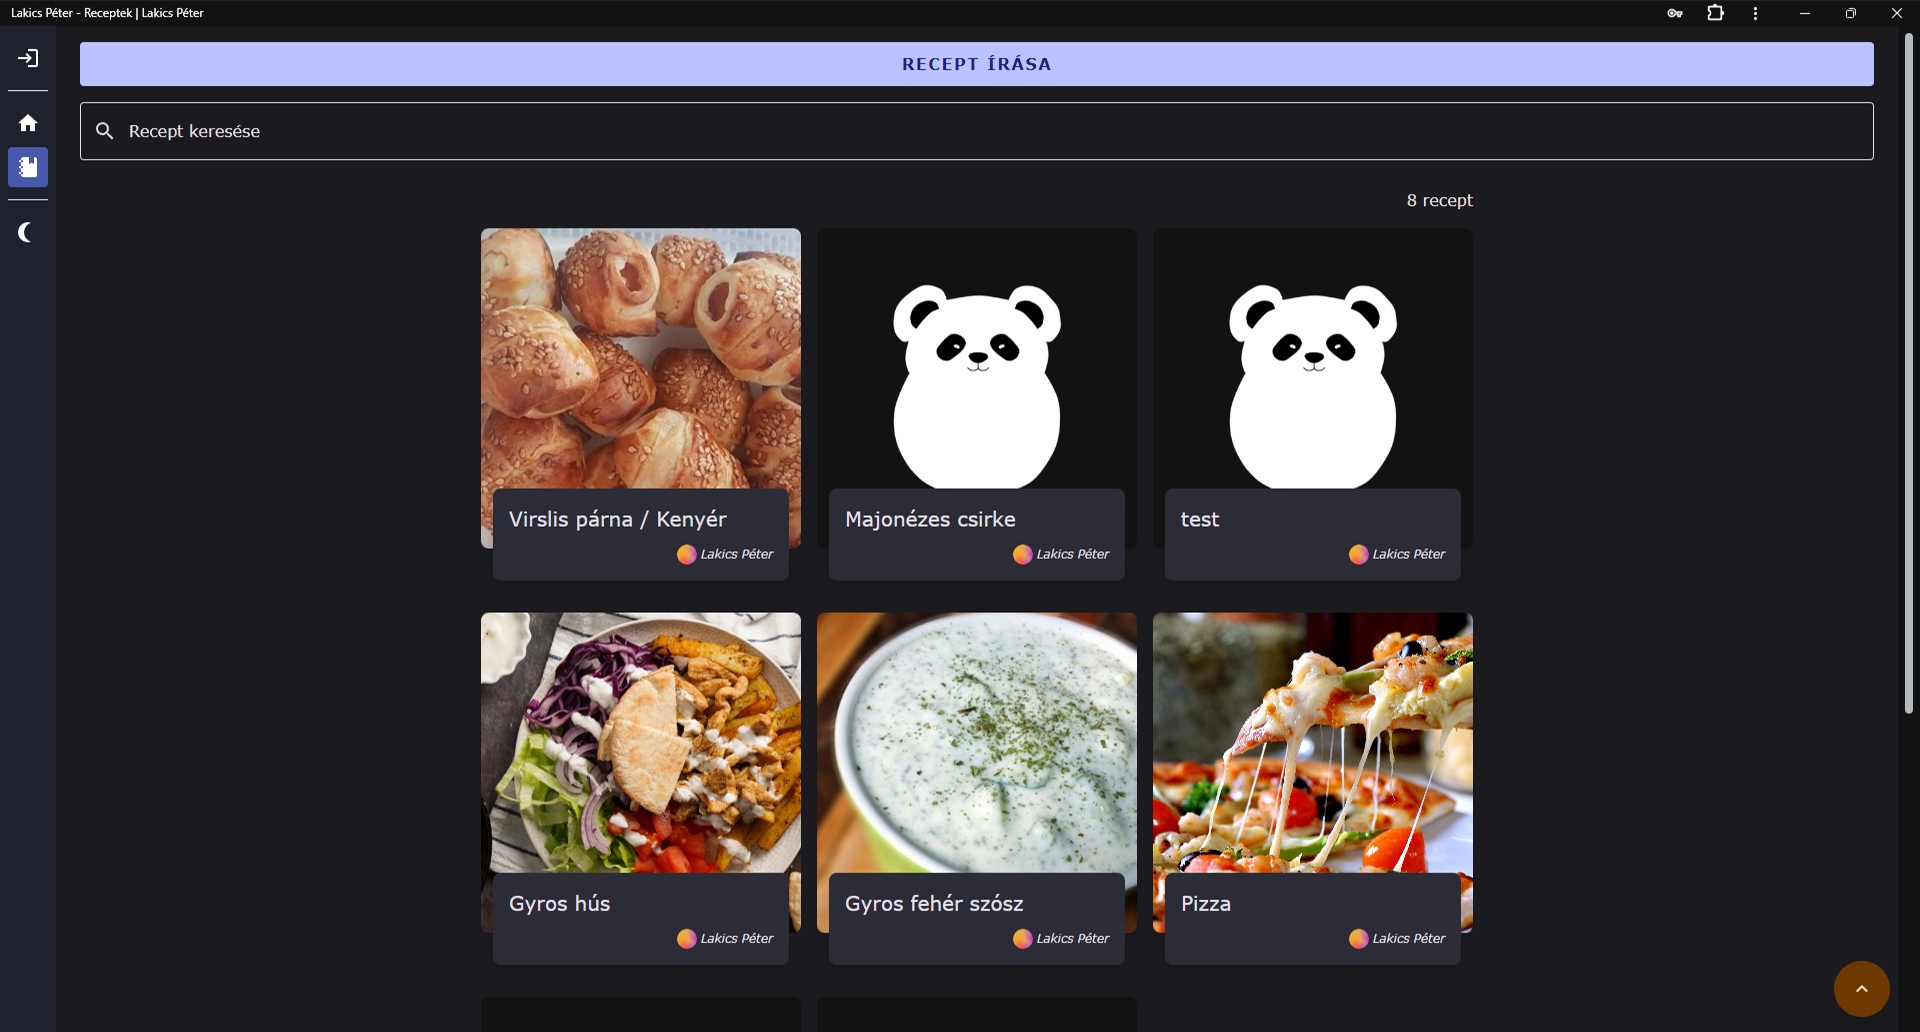 Lakics Péter - Receptek | Lakics Péter
RECEPT ÍRÁSA
Recept keresése
8 recept
Virslis párna / Kenyér
Lakics Péter
Majonézes csirke
Lakics Péter
test
Lakics Péter
Gyros hús
Lakics Péter
Gyros fehér szósz
Lakics Péter
Pizza
Lakics Péter